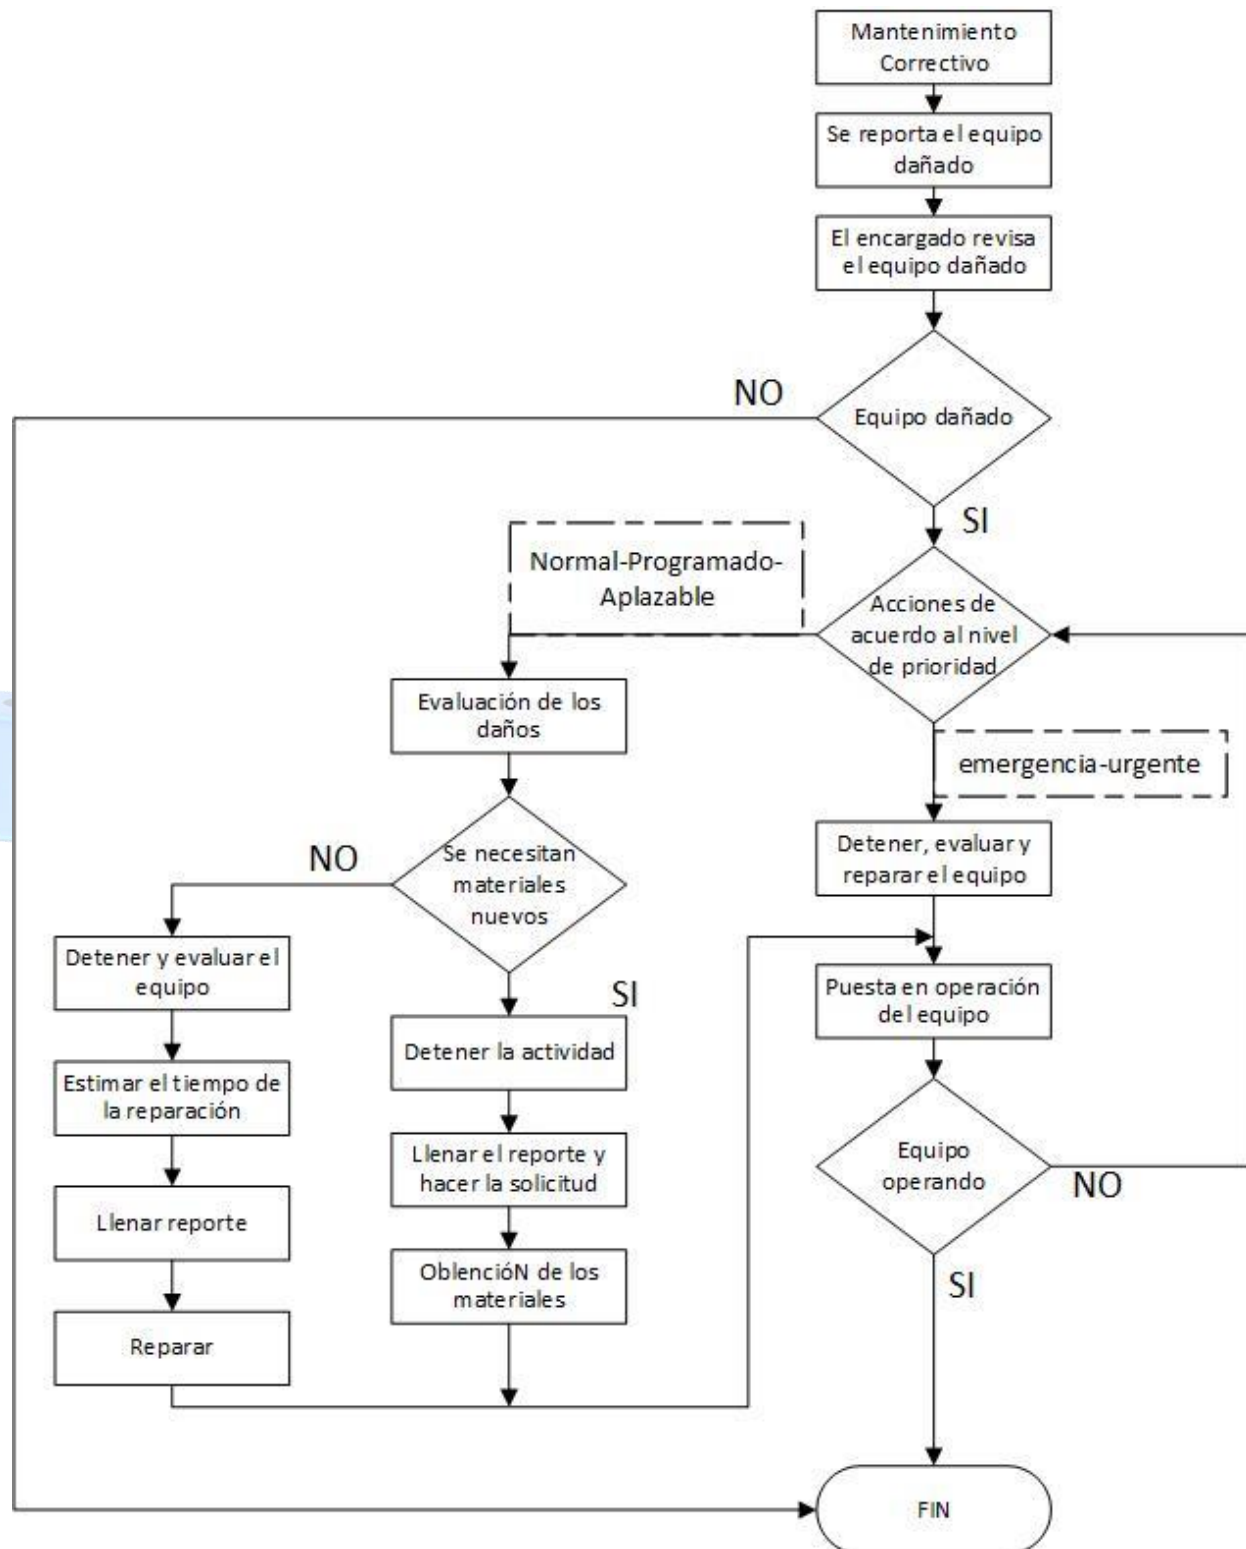 Mantenimiento
Correctivo
Se reporta el equipo
dañado
El encargado revisa
el equipo dañado
NO
Equipo dañado
SI
Normal-Programado-
Aplazable
Acciones de
acuerdo al nivel
de prioridad
Evaluación de los
daños
emergencia-urgente
NO
Se necesitan
materiales
nuevos
Detener, evaluar y
reparar el equipo
Detener y evaluar el
equipo
SI
Puesta en operación
del equipo
Detener la actividad
Estimar el tiempo de
la reparación
Llenar el reporte y
hacer la solicitud
Equipo
operando
NO
Llenar reporte
OblencióN de los
materiales
SI
Reparar
FIN